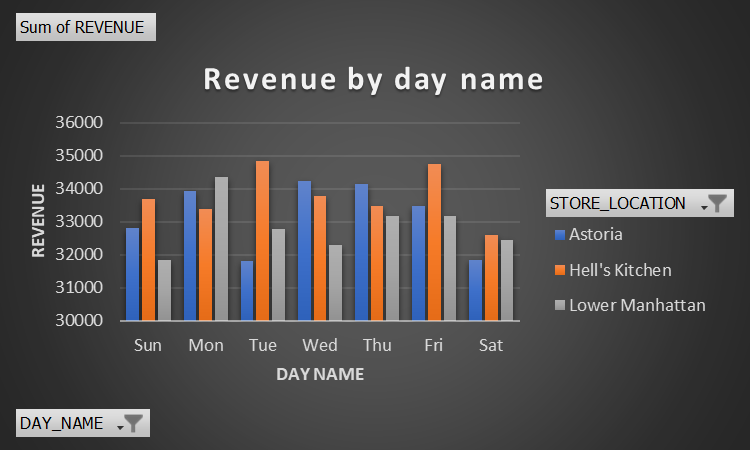 Sum of REVENUE
Revenue by day name
36000
35000
34000
33000
32000
31000
30000
REVENUE
Sun Mon Tue Wed Thu Fri Sat
DAY NAME
STORE_LOCATION
Astoria
Hell's Kitchen
Lower Manhattan
DAY_NAME